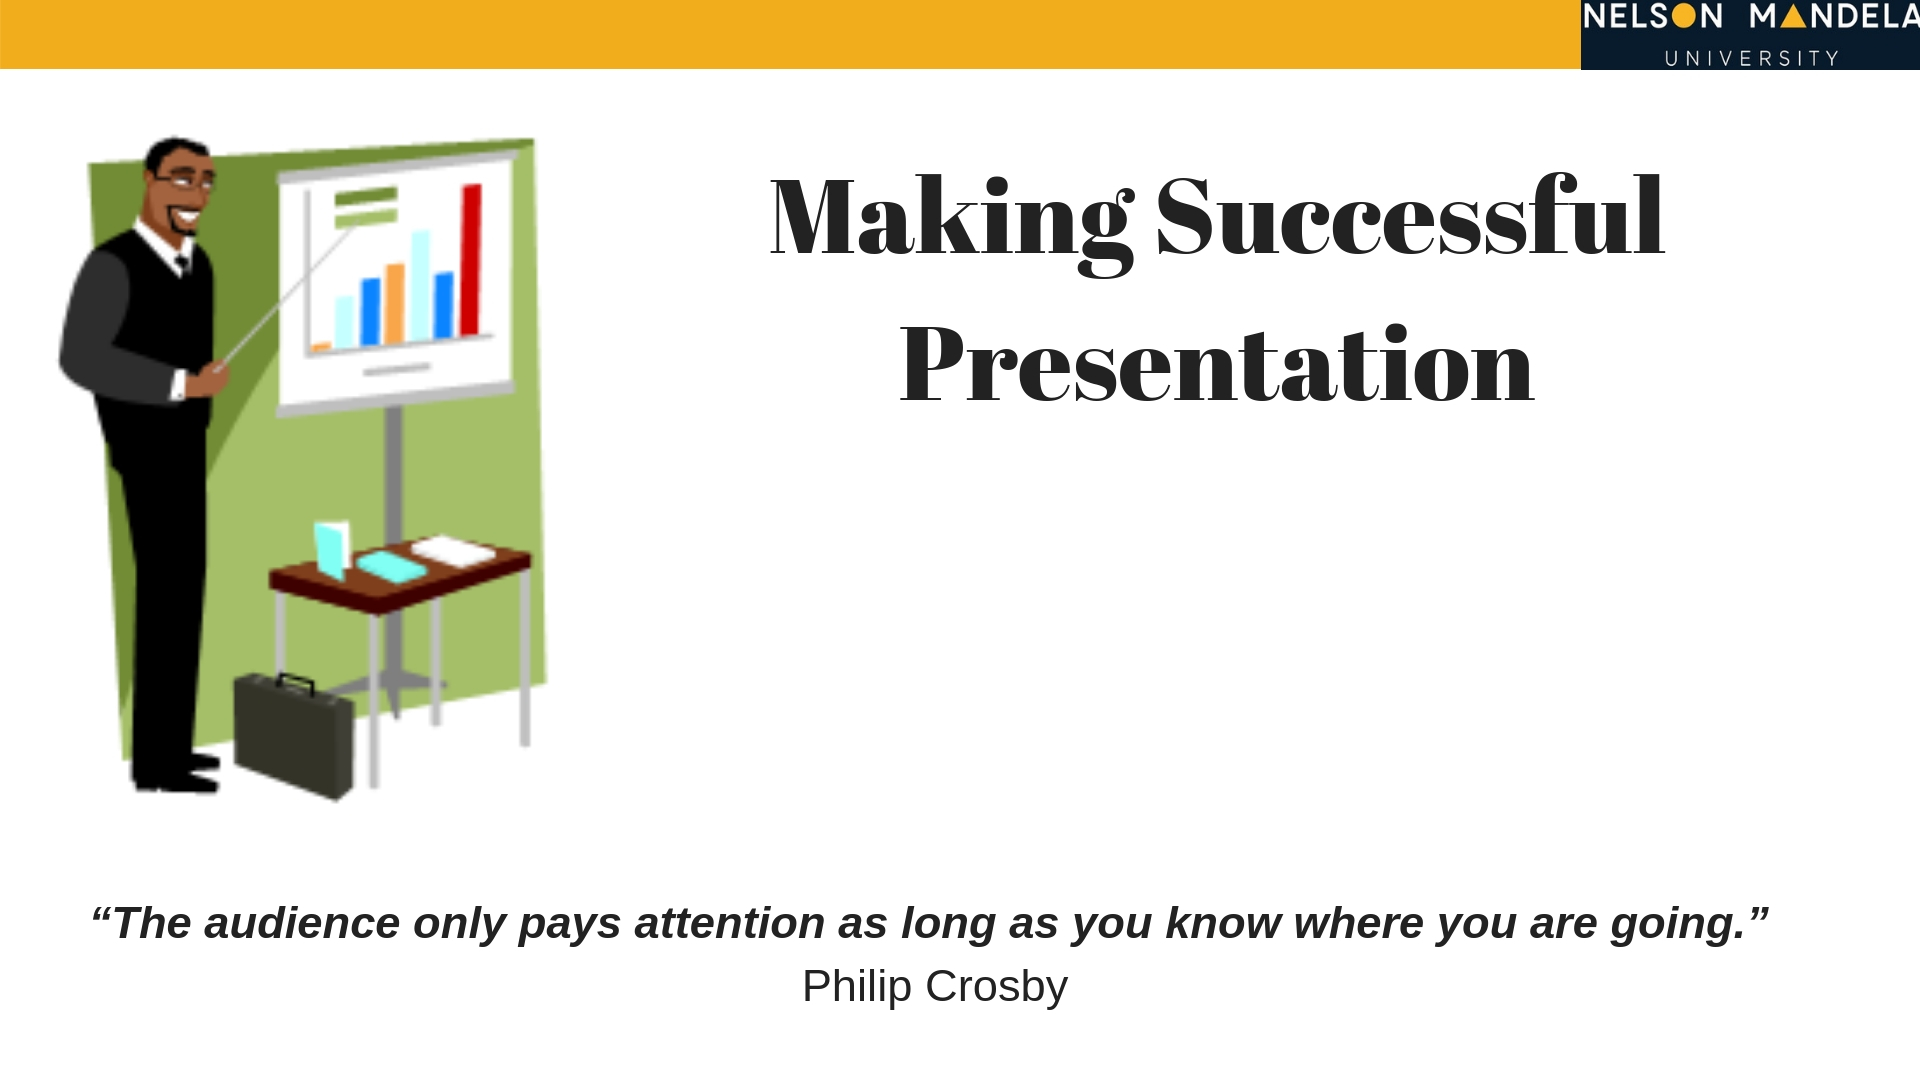 NELSON MANDELA
UNIVERSITY
Making Successful
Presentation
“The audience only pays attention as long as you know where you are going.”
Philip Crosby